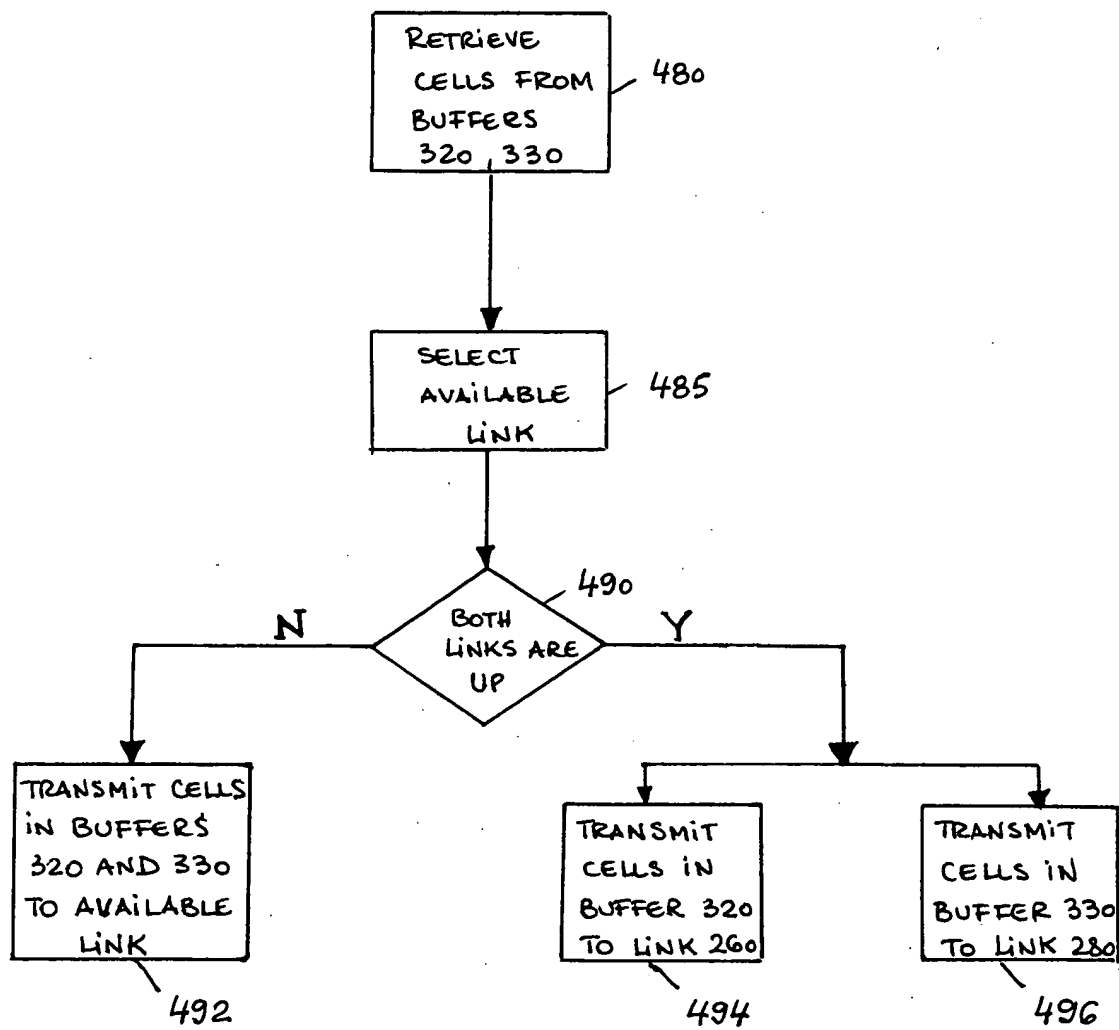 RETRiEVE
CELLS FROM
BUFFERS
320, 330
480
SELECT
AVAiLABLE
LiNK
485
490
BOTH
LiNKS ARE
UP
N
Y
TRANSMiT CELLS
iN BUFFERS
320 AND 330
TO AVAiLABLE
LiNK
492
TRANSMiT
CELLS iN
BUFFER 320
TO LiNK 260
494
TRANSMiT
CELLS iN
BUFFER 330
TO LiNK 280
496